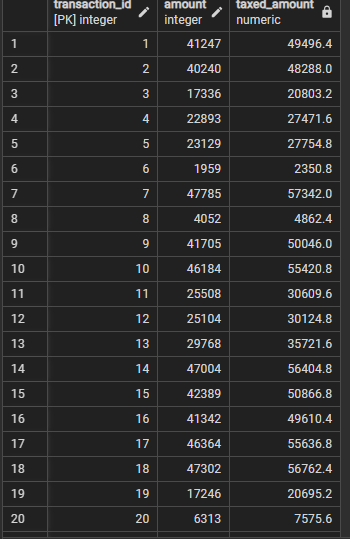 transaction_id amount taxed_amount
[PK] integer integer numeric
1 1 41247 49496.4
2 2 40240 48288.0
3 3 17336 20803.2
4 4 22893 27471.6
5 5 23129 27754.8
6 6 1959 2350.8
7 7 47785 57342.0
8 8 4052 4862.4
9 9 41705 50046.0
10 10 46184 55420.8
11 11 25508 30609.6
12 12 25104 30124.8
13 13 29768 35721.6
14 14 47004 56404.8
15 15 42389 50866.8
16 16 41342 49610.4
17 17 46364 55636.8
18 18 47302 56762.4
19 19 17246 20695.2
20 20 6313 7575.6